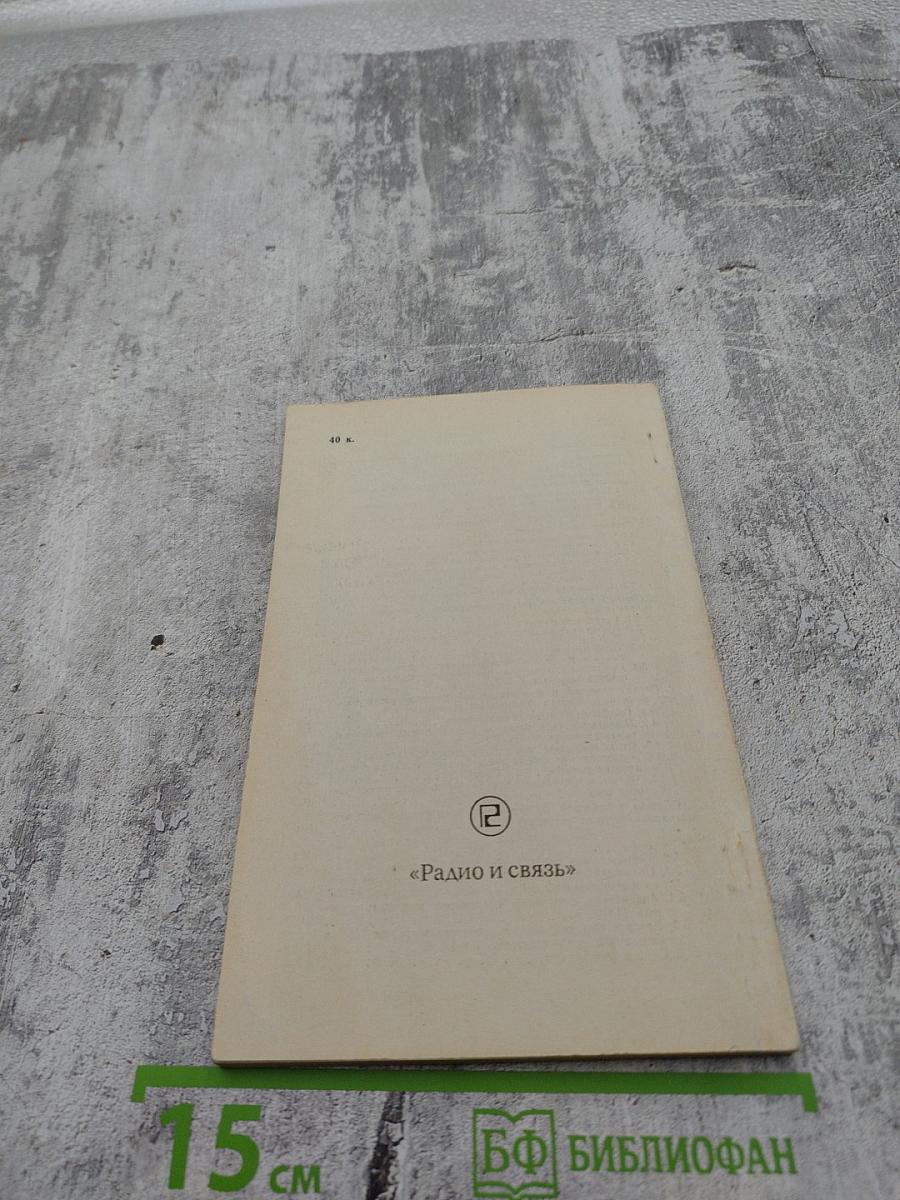 40 к.
«Радио и связь»
15 см
БФ БИБЛИОФАН